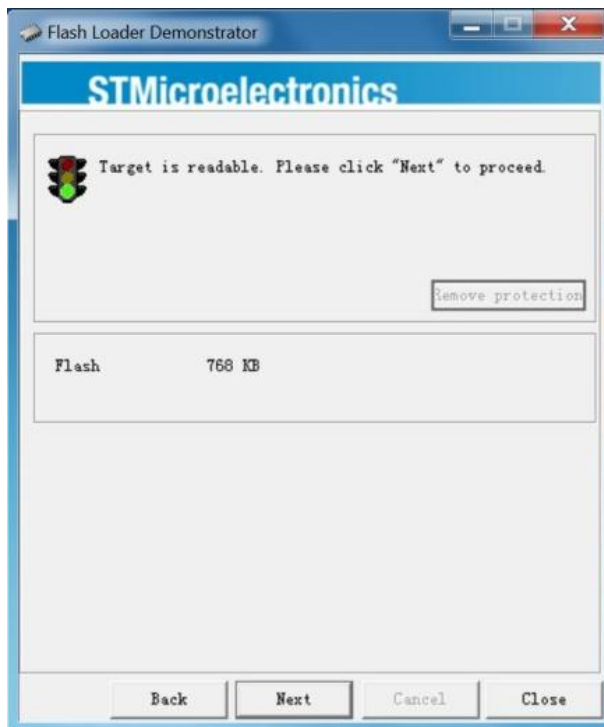 Flash Loader Demonstrator
STMicroelectronics
Target is readable. Please click "Next" to proceed.
Remove protection
Flash 768 KB
Back Next Cancel Close